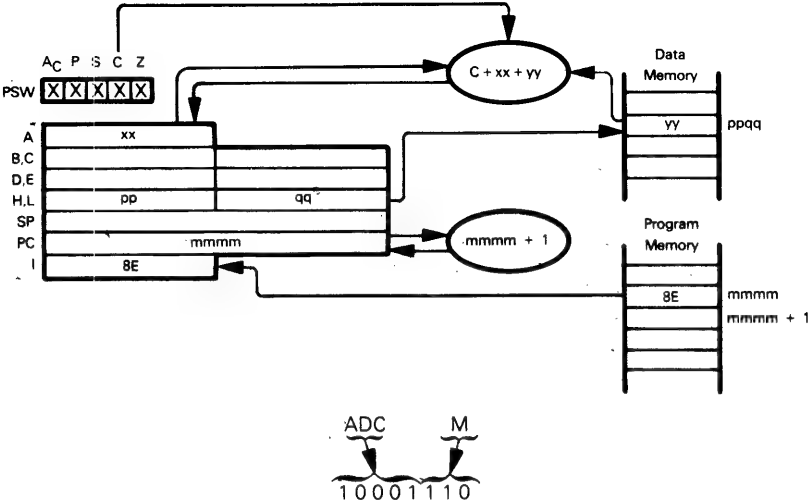 AC P S C Z
PSW X X X X X
C + xx + yy
Data
Memory
yy ppqq
A xx
B,C
D,E
H,L pp qq
SP
PC mmmm
I 8E
mmmm + 1
Program
Memory
8E mmmm
mmmm + 1
ADC M
10001110